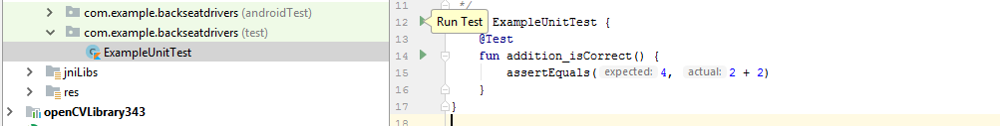 com.example.backseatdrivers (androidTest)
com.example.backseatdrivers (test)
ExampleUnitTest
jniLibs
res
openCVLibrary343
11 */
12 Run Test ExampleUnitTest {
13 @Test
14 fun addition_isCorrect() {
15 assertEquals( expected: 4, actual: 2 + 2)
16 }
17 }
18